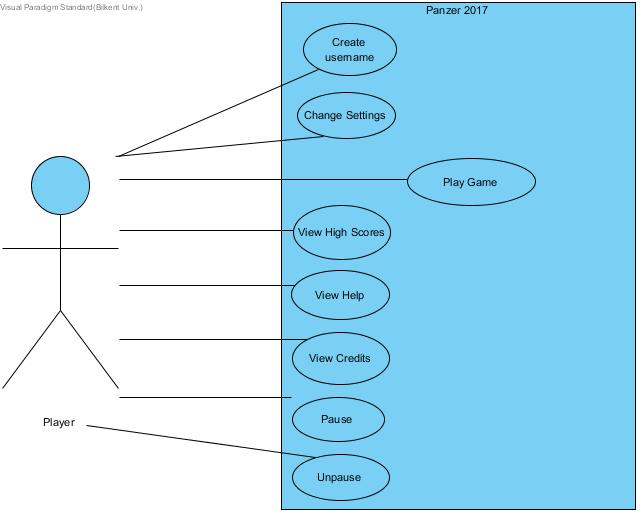 Visual Paradigm Standard(Bilkent Univ.)
Panzer 2017
Create
username
Change Settings
Play Game
View High Scores
View Help
View Credits
Pause
Player
Unpause